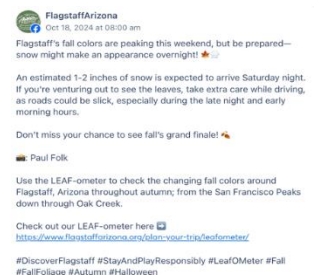 FlagstaffArizona
Oct 18, 2024 at 08:00 am
Flagstaff's fall colors are peaking this weekend, but be prepared—
snow might make an appearance overnight! 🍁🌨️
An estimated 1-2 inches of snow is expected to arrive Saturday night.
If you're venturing out to see the leaves, take extra care while driving,
as roads could be slick, especially during the late night and early
morning hours.
Don't miss your chance to see fall's grand finale! 🍂
📸: Paul Folk
Use the LEAF-ometer to check the changing fall colors around
Flagstaff, Arizona throughout autumn; from the San Francisco Peaks
down through Oak Creek.
Check out our LEAF-ometer here ➡️
https://www.flagstaffarizona.org/plan-your-trip/leafometer/
#DiscoverFlagstaff #StayAndPlayResponsibly #LeafOMeter #Fall
#FallFoliage #Autumn #Halloween